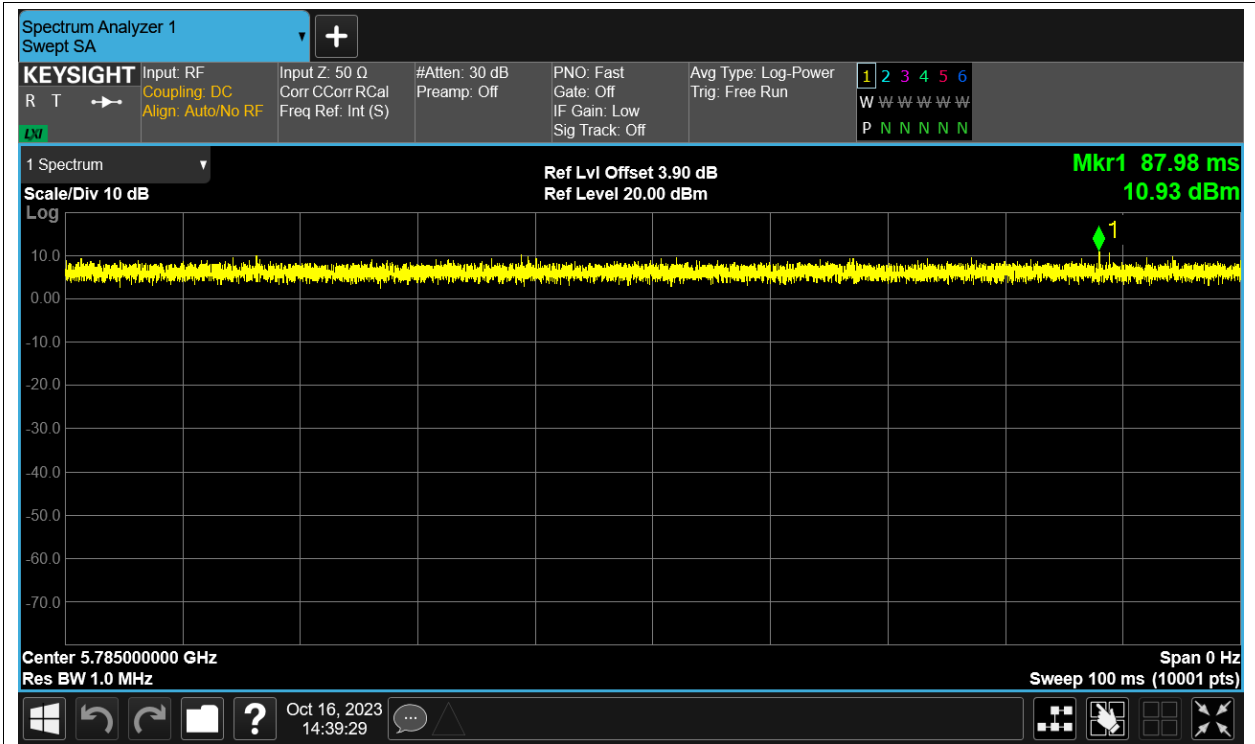 Spectrum Analyzer 1
Swept SA
+
KEYSIGHT
R T
LXI
Input: RF
Coupling: DC
Align: Auto/No RF
Input Z: 50 Ω
Corr CCorr RCal
Freq Ref: Int (S)
#Atten: 30 dB
Preamp: Off
PNO: Fast
Gate: Off
IF Gain: Low
Sig Track: Off
Avg Type: Log-Power
Trig: Free Run
1 2 3 4 5 6
W W W W W W
P N N N N N
1 Spectrum
Scale/Div 10 dB
Log
Ref Lvl Offset 3.90 dB
Ref Level 20.00 dBm
Mkr1 87.98 ms
10.93 dBm
1
10.0
0.00
-10.0
-20.0
-30.0
-40.0
-50.0
-60.0
-70.0
Center 5.785000000 GHz
Res BW 1.0 MHz
Span 0 Hz
Sweep 100 ms (10001 pts)
?
Oct 16, 2023
14:39:29